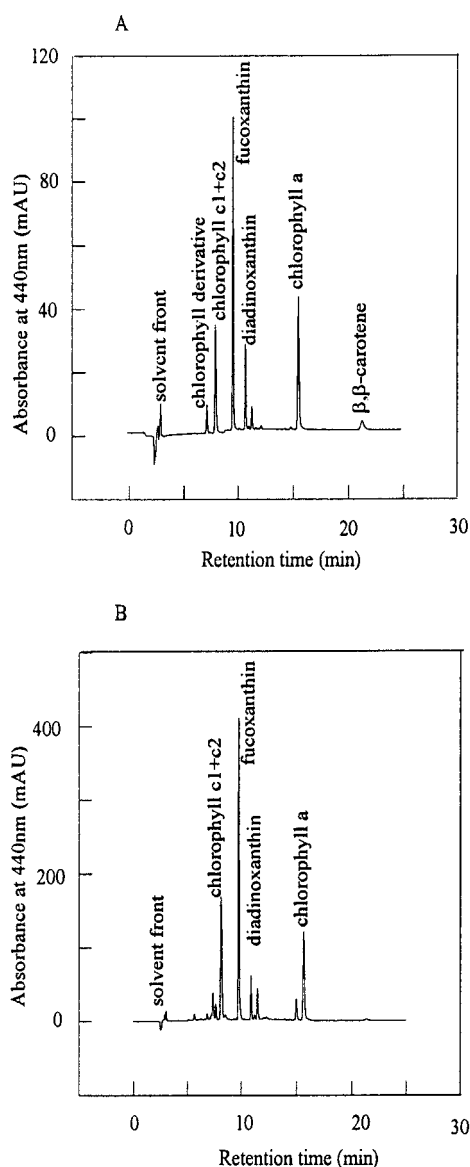 A
120
80
40
0
Absorbance at 440nm (mAU)
solvent front
chlorophyll derivative
chlorophyll c1+c2
fucoxanthin
diadinoxanthin
chlorophyll a
β,β-carotene
0 10 20 30
Retention time (min)
B
400
200
0
Absorbance at 440nm (mAU)
solvent front
chlorophyll c1+c2
fucoxanthin
diadinoxanthin
chlorophyll a
0 10 20 30
Retention time (min)